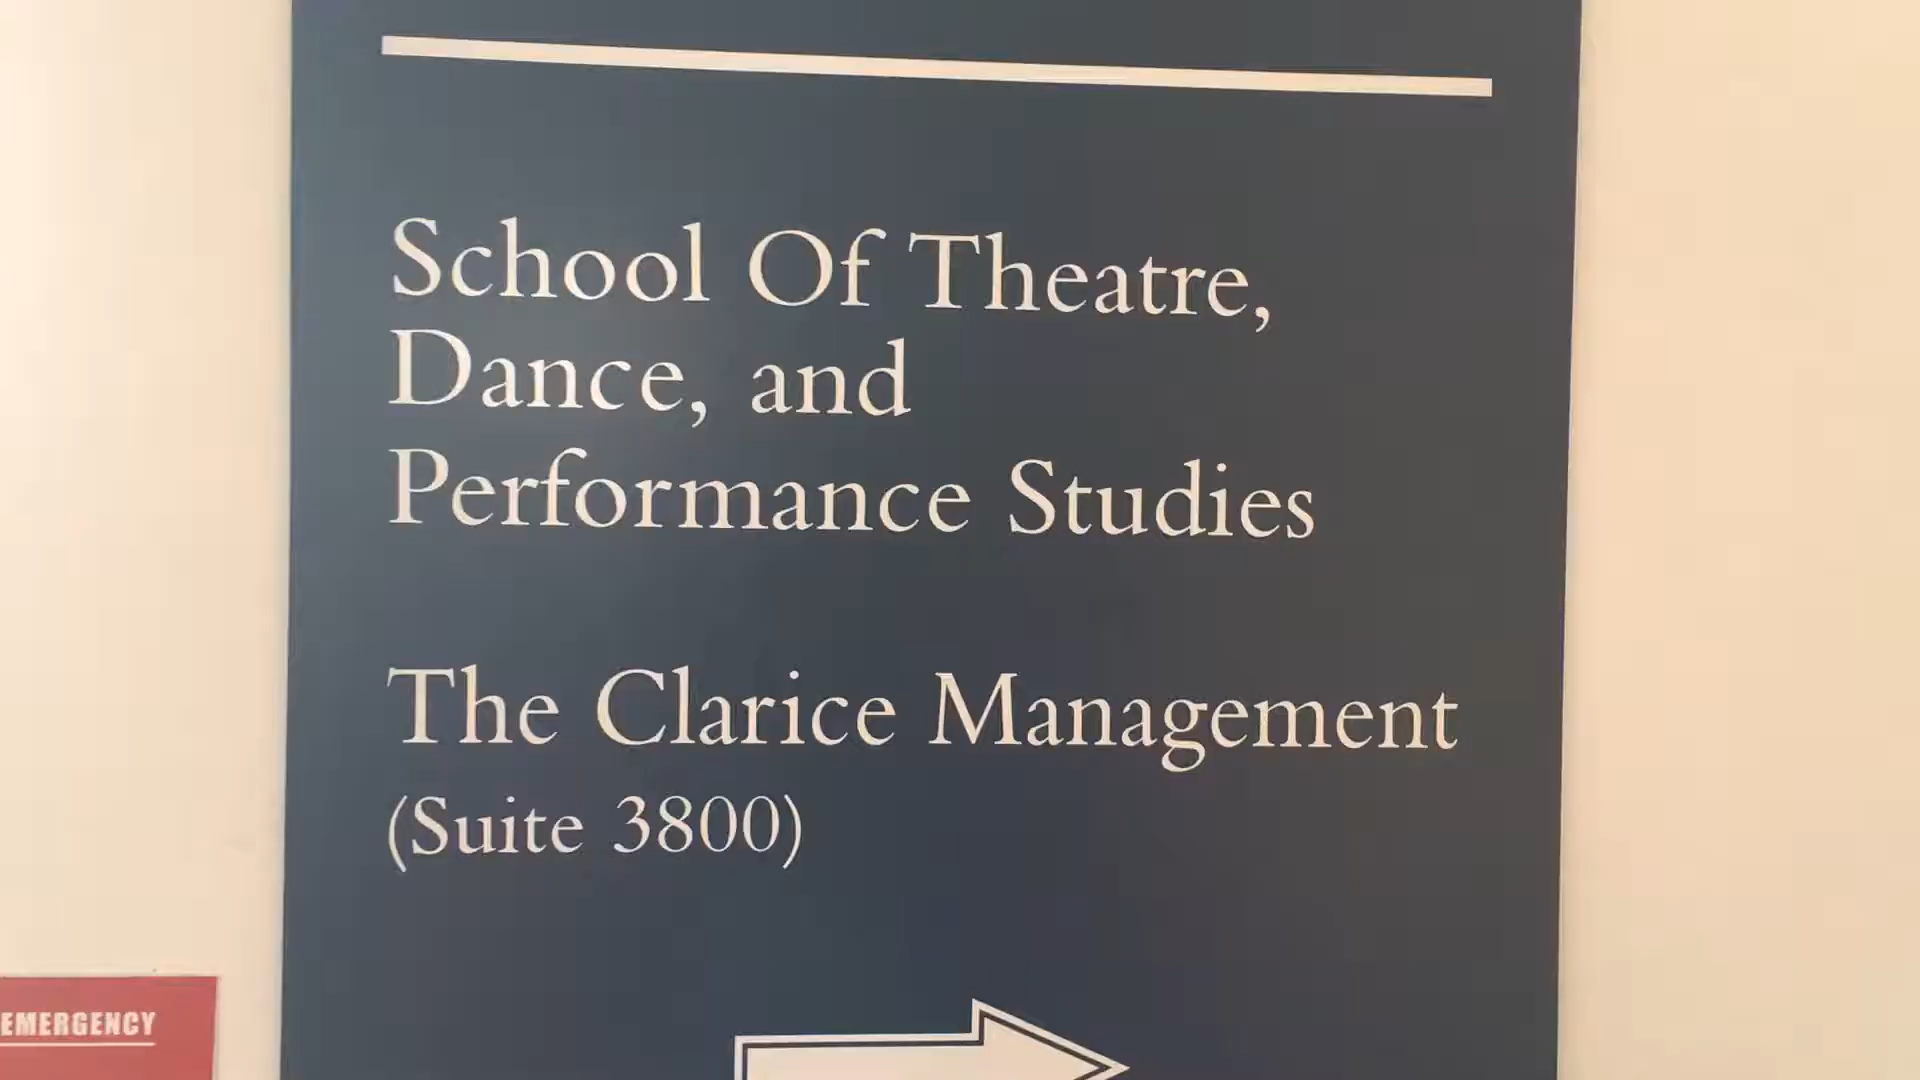 School Of Theatre,
Dance, and
Performance Studies
The Clarice Management
(Suite 3800)
EMERGENCY